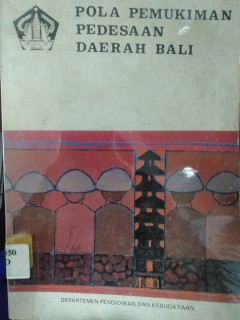 POLA PEMUKIMAN
PEDESAAN
DAERAH BALI
DEPARTEMEN PENDIDIKAN DAN KEBUDAYAAN